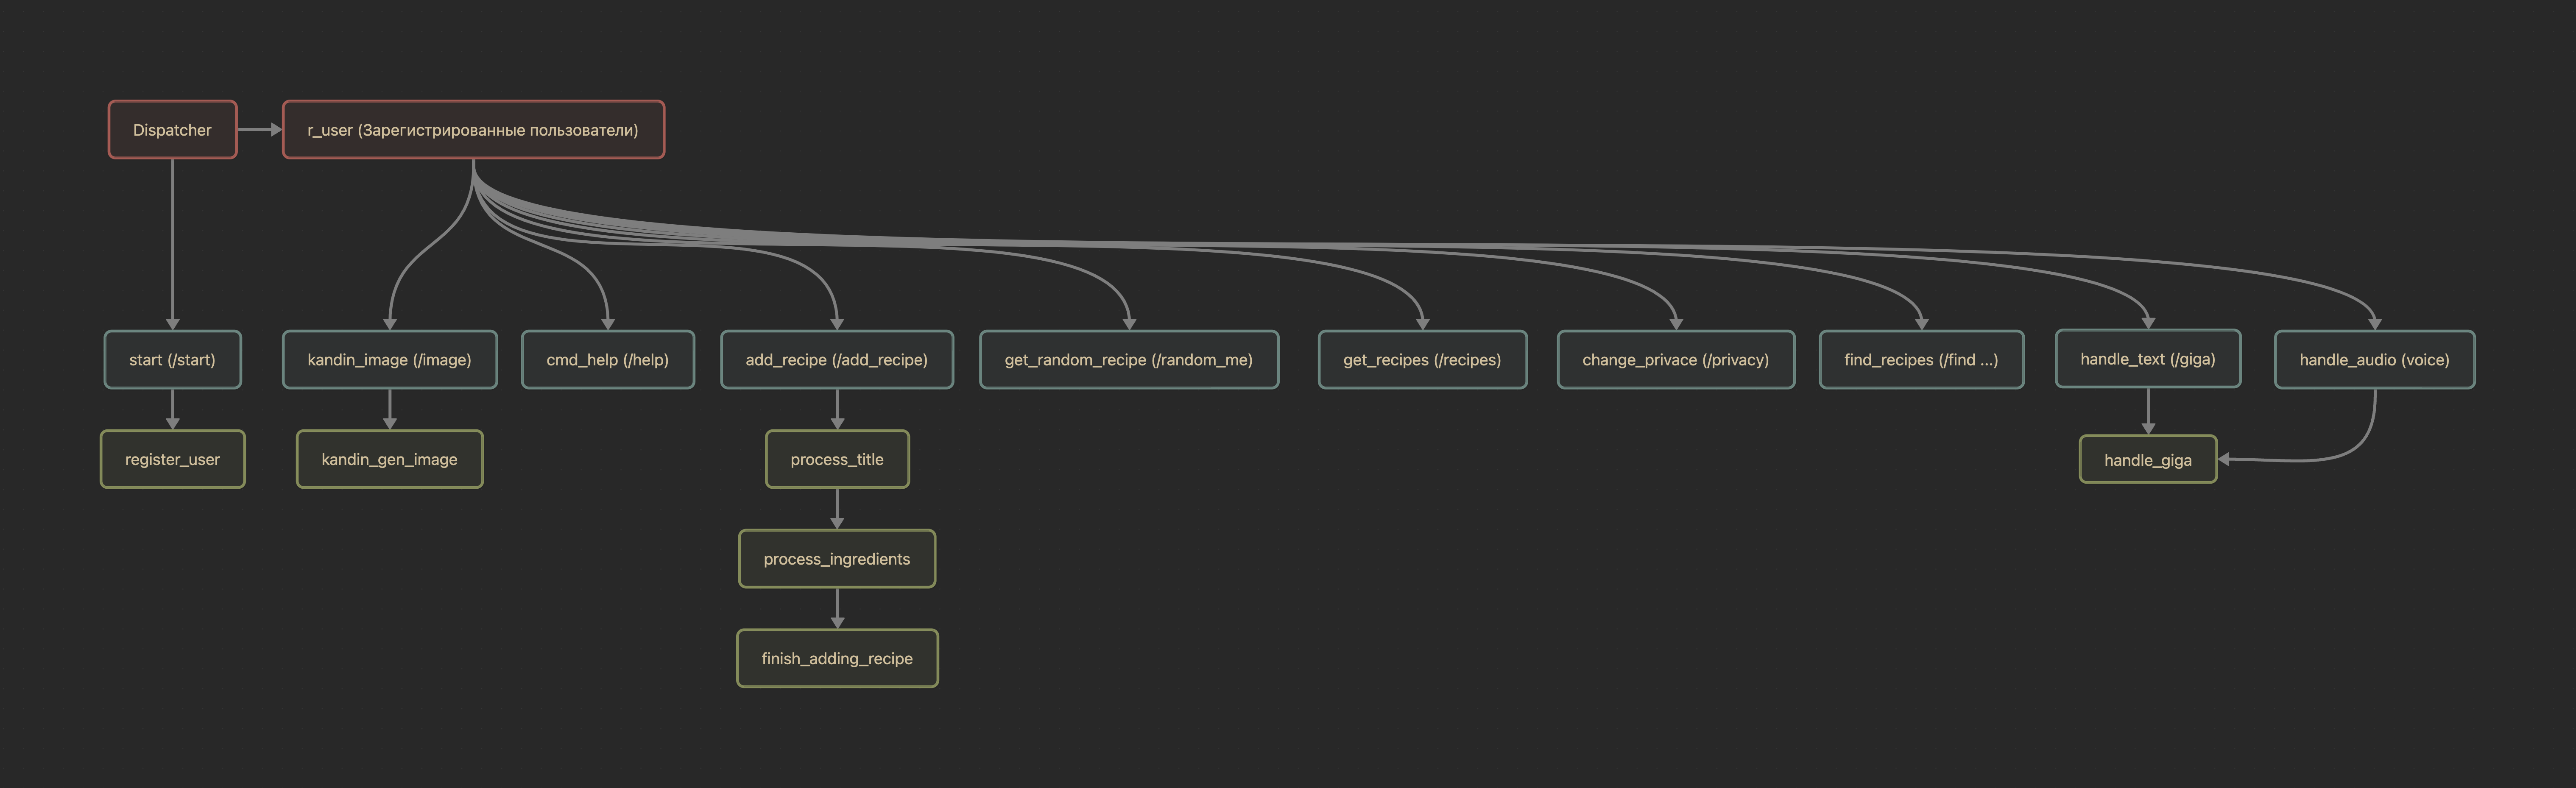 Dispatcher
r_user (Зарегистрированные пользователи)
start (/start)
kandin_image (/image)
cmd_help (/help)
add_recipe (/add_recipe)
get_random_recipe (/random_me)
get_recipes (/recipes)
change_privace (/privacy)
find_recipes (/find ...)
handle_text (/giga)
handle_audio (voice)
register_user
kandin_gen_image
process_title
handle_giga
process_ingredients
finish_adding_recipe